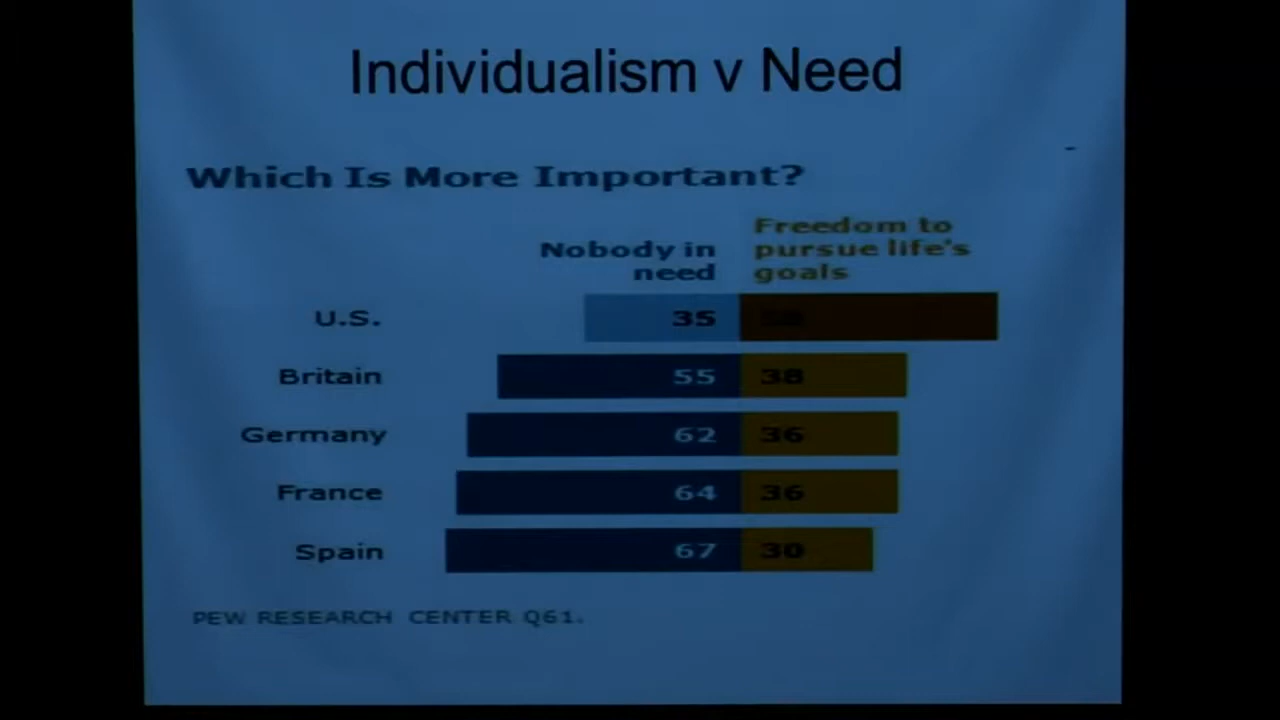 Individualism v Need
Which Is More Important?
Nobody in
need
Freedom to
pursue life's
goals
U.S. 35
Britain 55 38
Germany 62 36
France 64 36
Spain 67 30
PEW RESEARCH CENTER Q61.